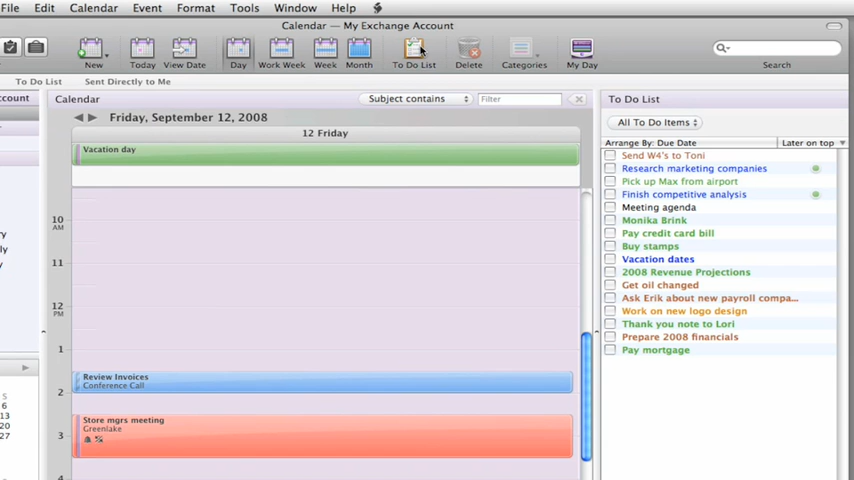 File Edit Calendar Event Format Tools Window Help
Calendar — My Exchange Account
New Today View Date Day Work Week Week Month To Do List Delete Categories My Day Search
To Do List Sent Directly to Me
Calendar Subject contains Filter
Friday, September 12, 2008
12 Friday
Vacation day
10
AM
11
12
PM
1
Review Invoices
Conference Call
2
Store mgrs meeting
Greenlake
3
4
To Do List
All To Do Items
Arrange By: Due Date Later on top
Send W4's to Toni
Research marketing companies
Pick up Max from airport
Finish competitive analysis
Meeting agenda
Monika Brink
Pay credit card bill
Buy stamps
Vacation dates
2008 Revenue Projections
Get oil changed
Ask Erik about new payroll compa...
Work on new logo design
Thank you note to Lori
Prepare 2008 financials
Pay mortgage
S
6
13
20
27